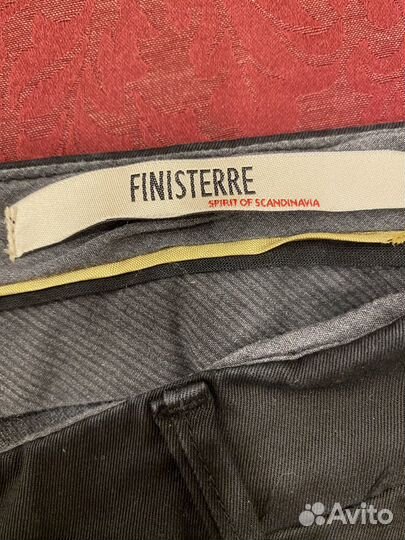 FINISTERRE
SPIRIT OF SCANDINAVIA
Avito